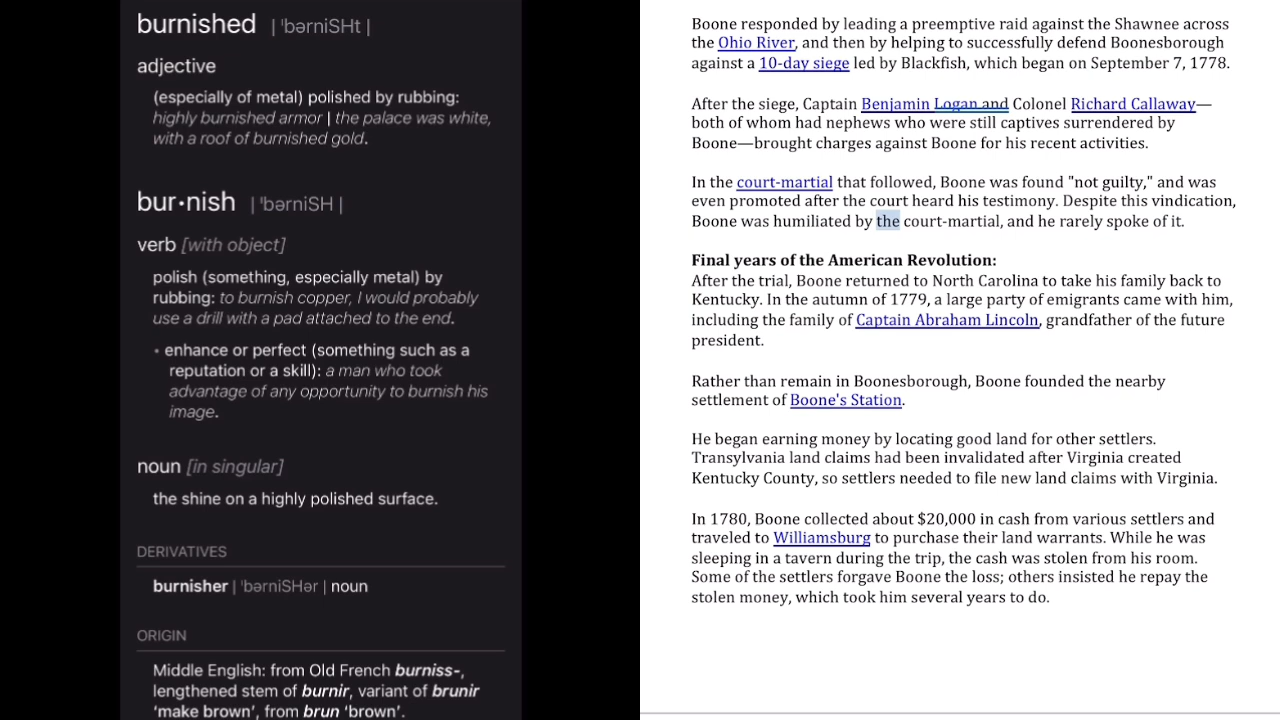 burnished | ˈbərniSHt |
adjective
(especially of metal) polished by rubbing:
highly burnished armor | the palace was white,
with a roof of burnished gold.
bur•nish | ˈbərniSH |
verb [with object]
polish (something, especially metal) by
rubbing: to burnish copper, I would probably
use a drill with a pad attached to the end.
• enhance or perfect (something such as a
reputation or a skill): a man who took
advantage of any opportunity to burnish his
image.
noun [in singular]
the shine on a highly polished surface.
DERIVATIVES
burnisher | ˈbərniSHər | noun
ORIGIN
Middle English: from Old French burniss-,
lengthened stem of burnir, variant of brunir
‘make brown’, from brun ‘brown’.
Boone responded by leading a preemptive raid against the Shawnee across
the Ohio River, and then by helping to successfully defend Boonesborough
against a 10-day siege led by Blackfish, which began on September 7, 1778.
After the siege, Captain Benjamin Logan and Colonel Richard Callaway—
both of whom had nephews who were still captives surrendered by
Boone—brought charges against Boone for his recent activities.
In the court-martial that followed, Boone was found "not guilty," and was
even promoted after the court heard his testimony. Despite this vindication,
Boone was humiliated by the court-martial, and he rarely spoke of it.
Final years of the American Revolution:
After the trial, Boone returned to North Carolina to take his family back to
Kentucky. In the autumn of 1779, a large party of emigrants came with him,
including the family of Captain Abraham Lincoln, grandfather of the future
president.
Rather than remain in Boonesborough, Boone founded the nearby
settlement of Boone's Station.
He began earning money by locating good land for other settlers.
Transylvania land claims had been invalidated after Virginia created
Kentucky County, so settlers needed to file new land claims with Virginia.
In 1780, Boone collected about $20,000 in cash from various settlers and
traveled to Williamsburg to purchase their land warrants. While he was
sleeping in a tavern during the trip, the cash was stolen from his room.
Some of the settlers forgave Boone the loss; others insisted he repay the
stolen money, which took him several years to do.